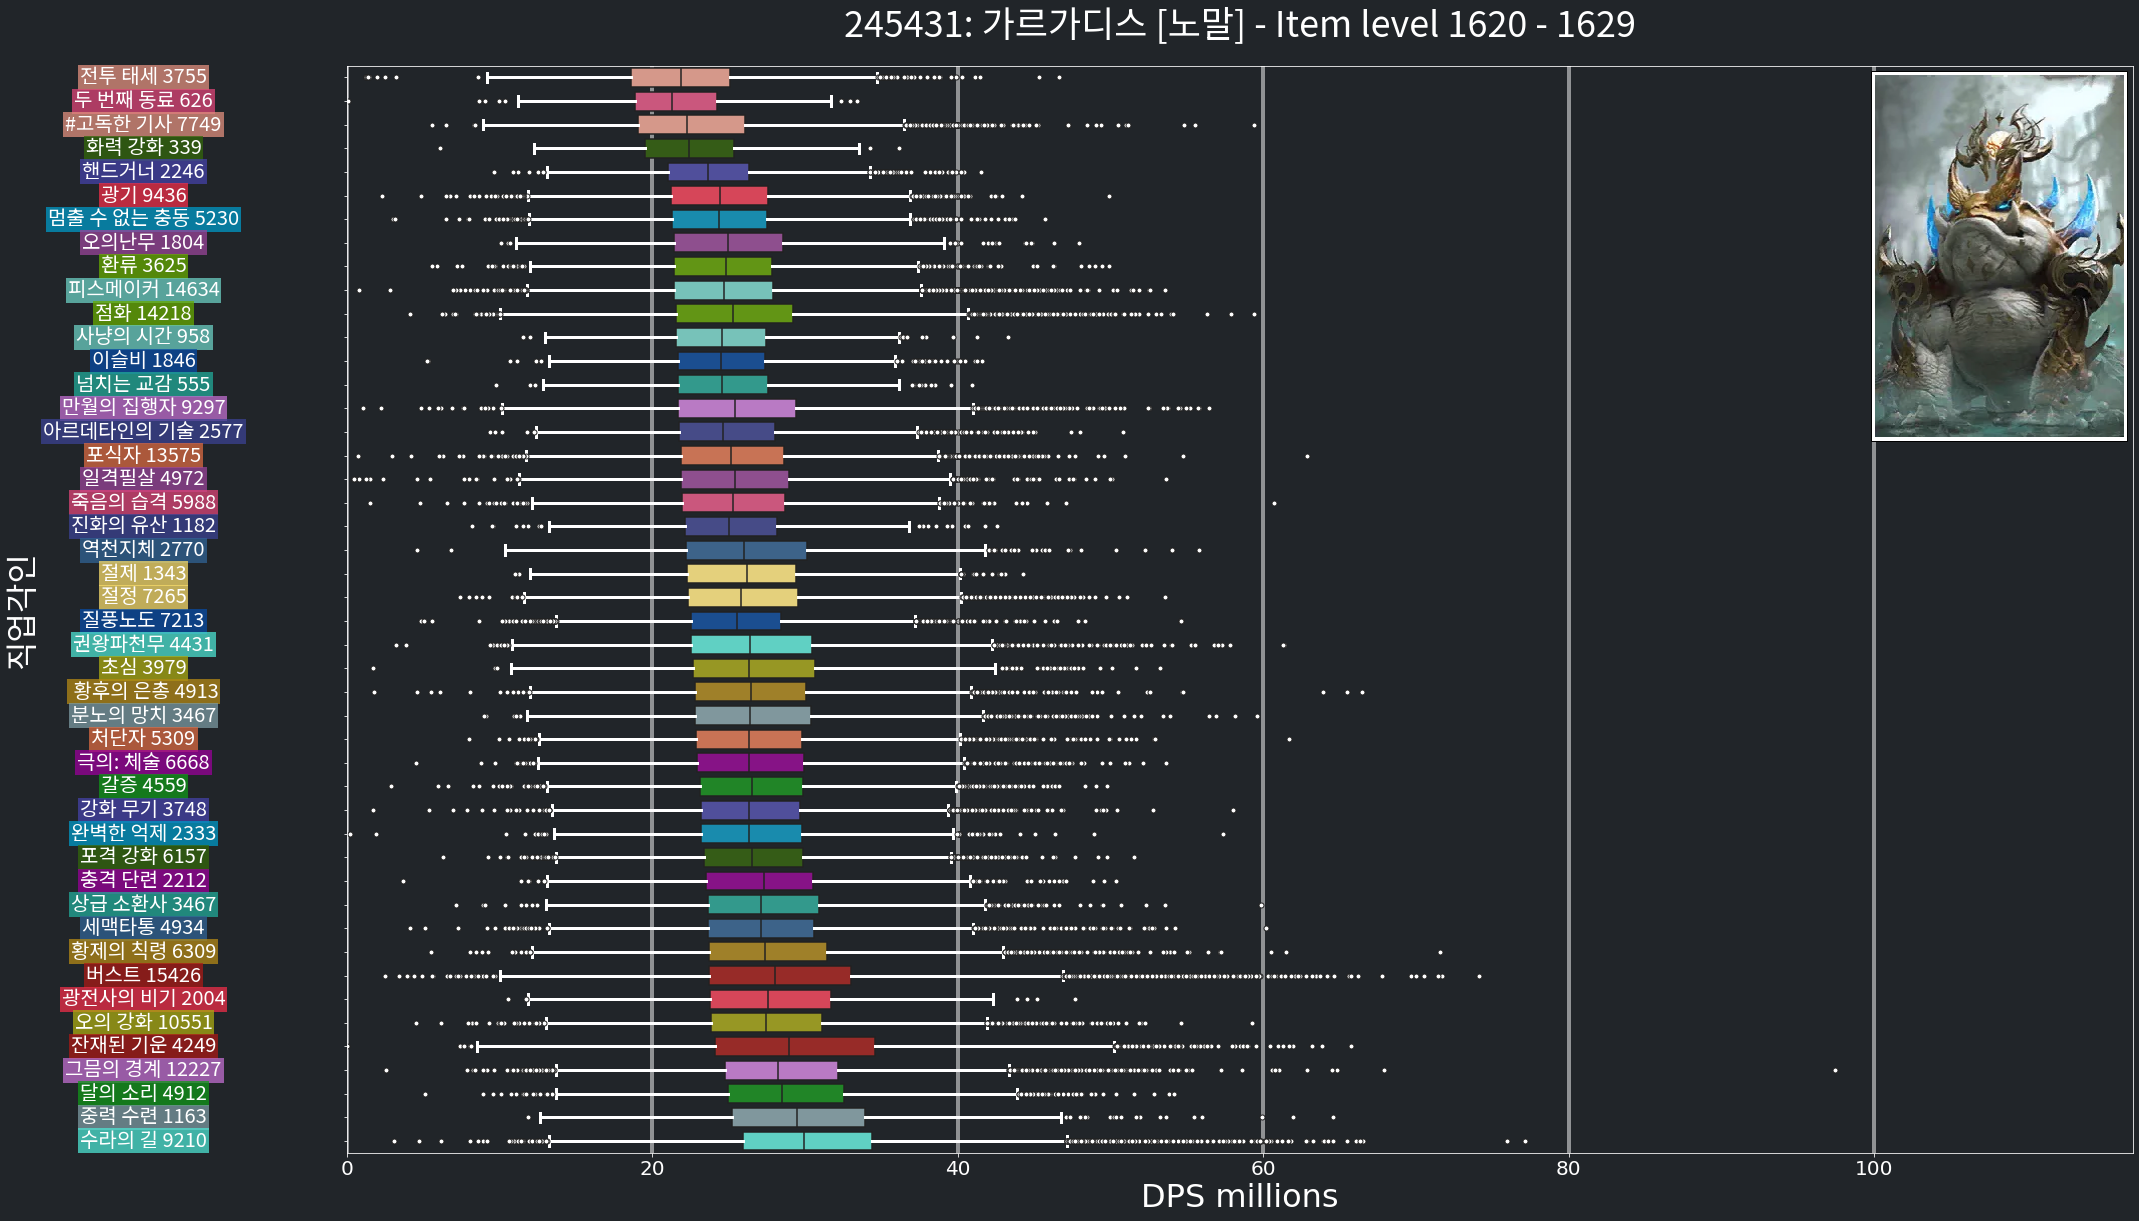 245431: 가르가디스 [노말] - Item level 1620 - 1629
전투 태세 3755
두 번째 동료 626
#고독한 기사 7749
화력 강화 339
핸드거너 2246
광기 9436
멈출 수 없는 충동 5230
오의난무 1804
환류 3625
피스메이커 14634
점화 14218
사냥의 시간 958
이슬비 1846
넘치는 교감 555
만월의 집행자 9297
아르데타인의 기술 2577
포식자 13575
일격필살 4972
죽음의 습격 5988
진화의 유산 1182
역천지체 2770
절제 1343
절정 7265
질풍노도 7213
권왕파천무 4431
초심 3979
황후의 은총 4913
분노의 망치 3467
처단자 5309
극의: 체술 6668
갈증 4559
강화 무기 3748
완벽한 억제 2333
포격 강화 6157
충격 단련 2212
상급 소환사 3467
세맥타통 4934
황제의 칙령 6309
버스트 15426
광전사의 비기 2004
오의 강화 10551
잔재된 기운 4249
그믐의 경계 12227
달의 소리 4912
중력 수련 1163
수라의 길 9210
직업각인
0 20 40 60 80 100
DPS millions